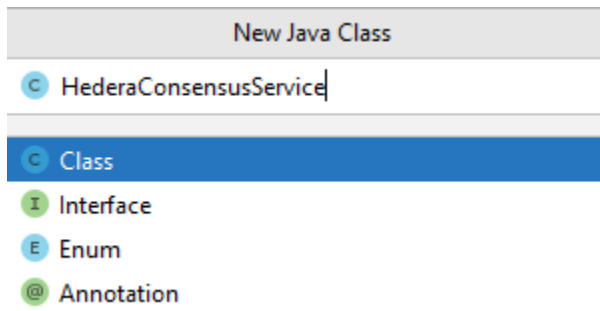 New Java Class
C HederaConsensusService
C Class
I Interface
E Enum
@ Annotation